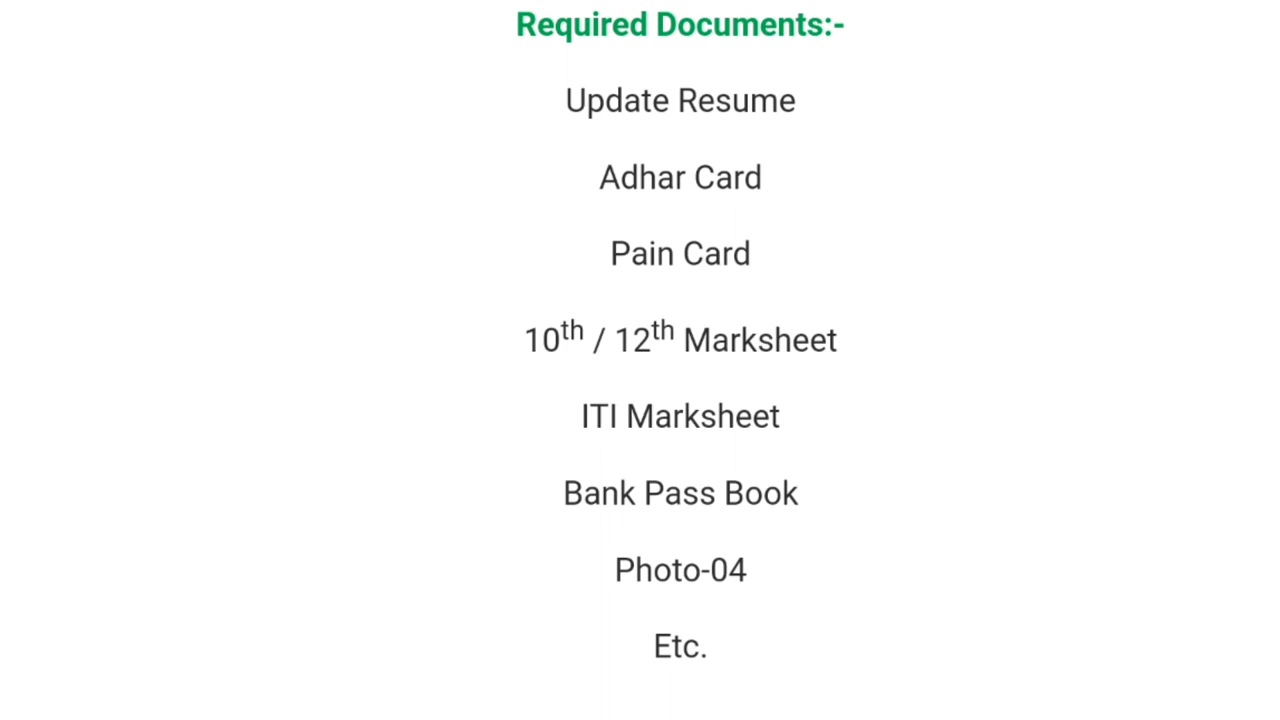 Required Documents:-
Update Resume
Adhar Card
Pain Card
10th / 12th Marksheet
ITI Marksheet
Bank Pass Book
Photo-04
Etc.